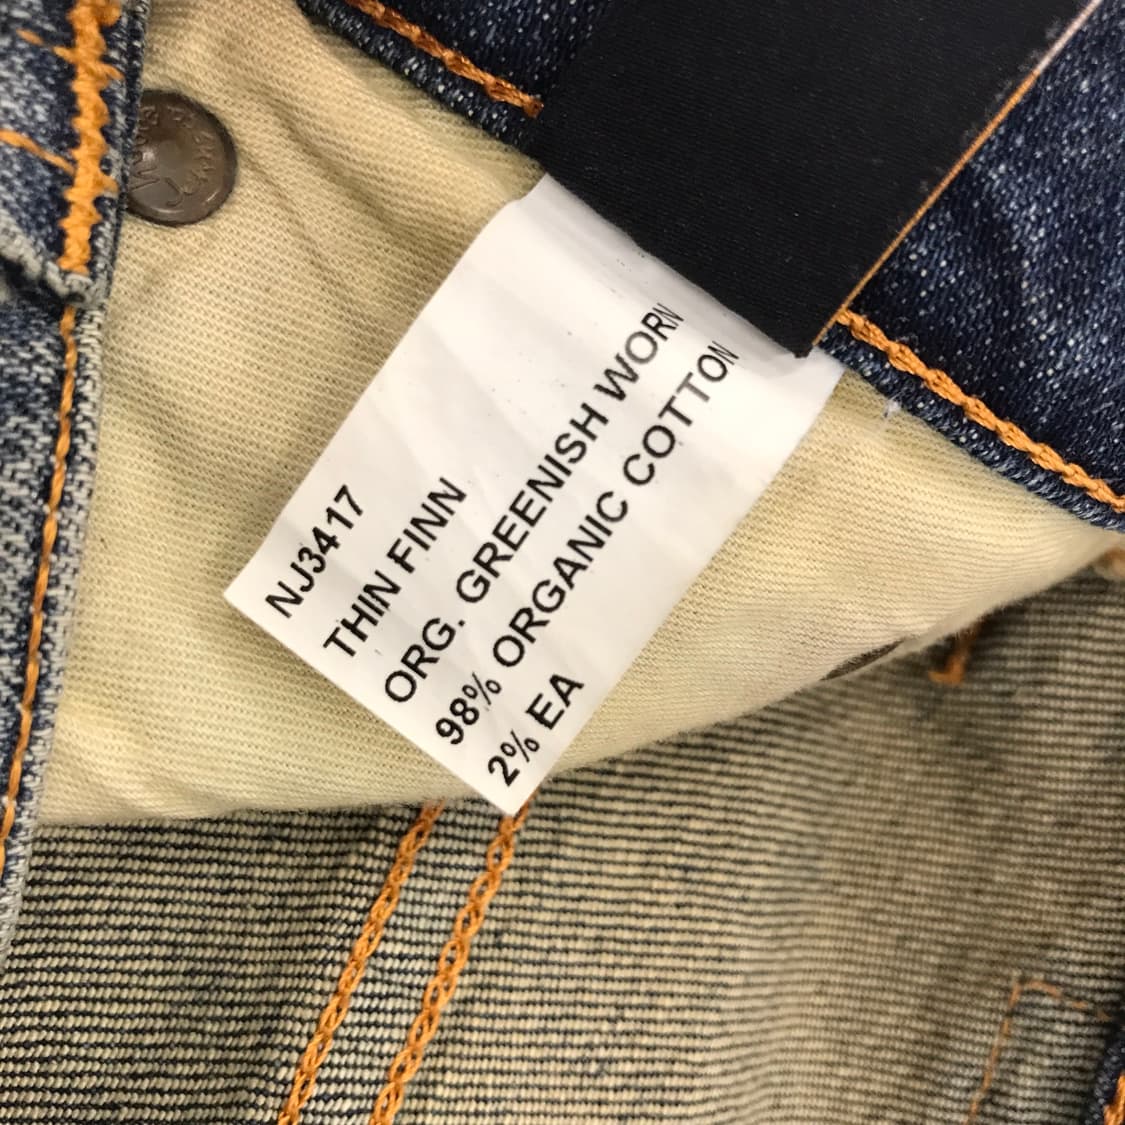 NJ3417
THIN FINN
ORG. GREENISH WORN
98% ORGANIC COTTON
2% EA